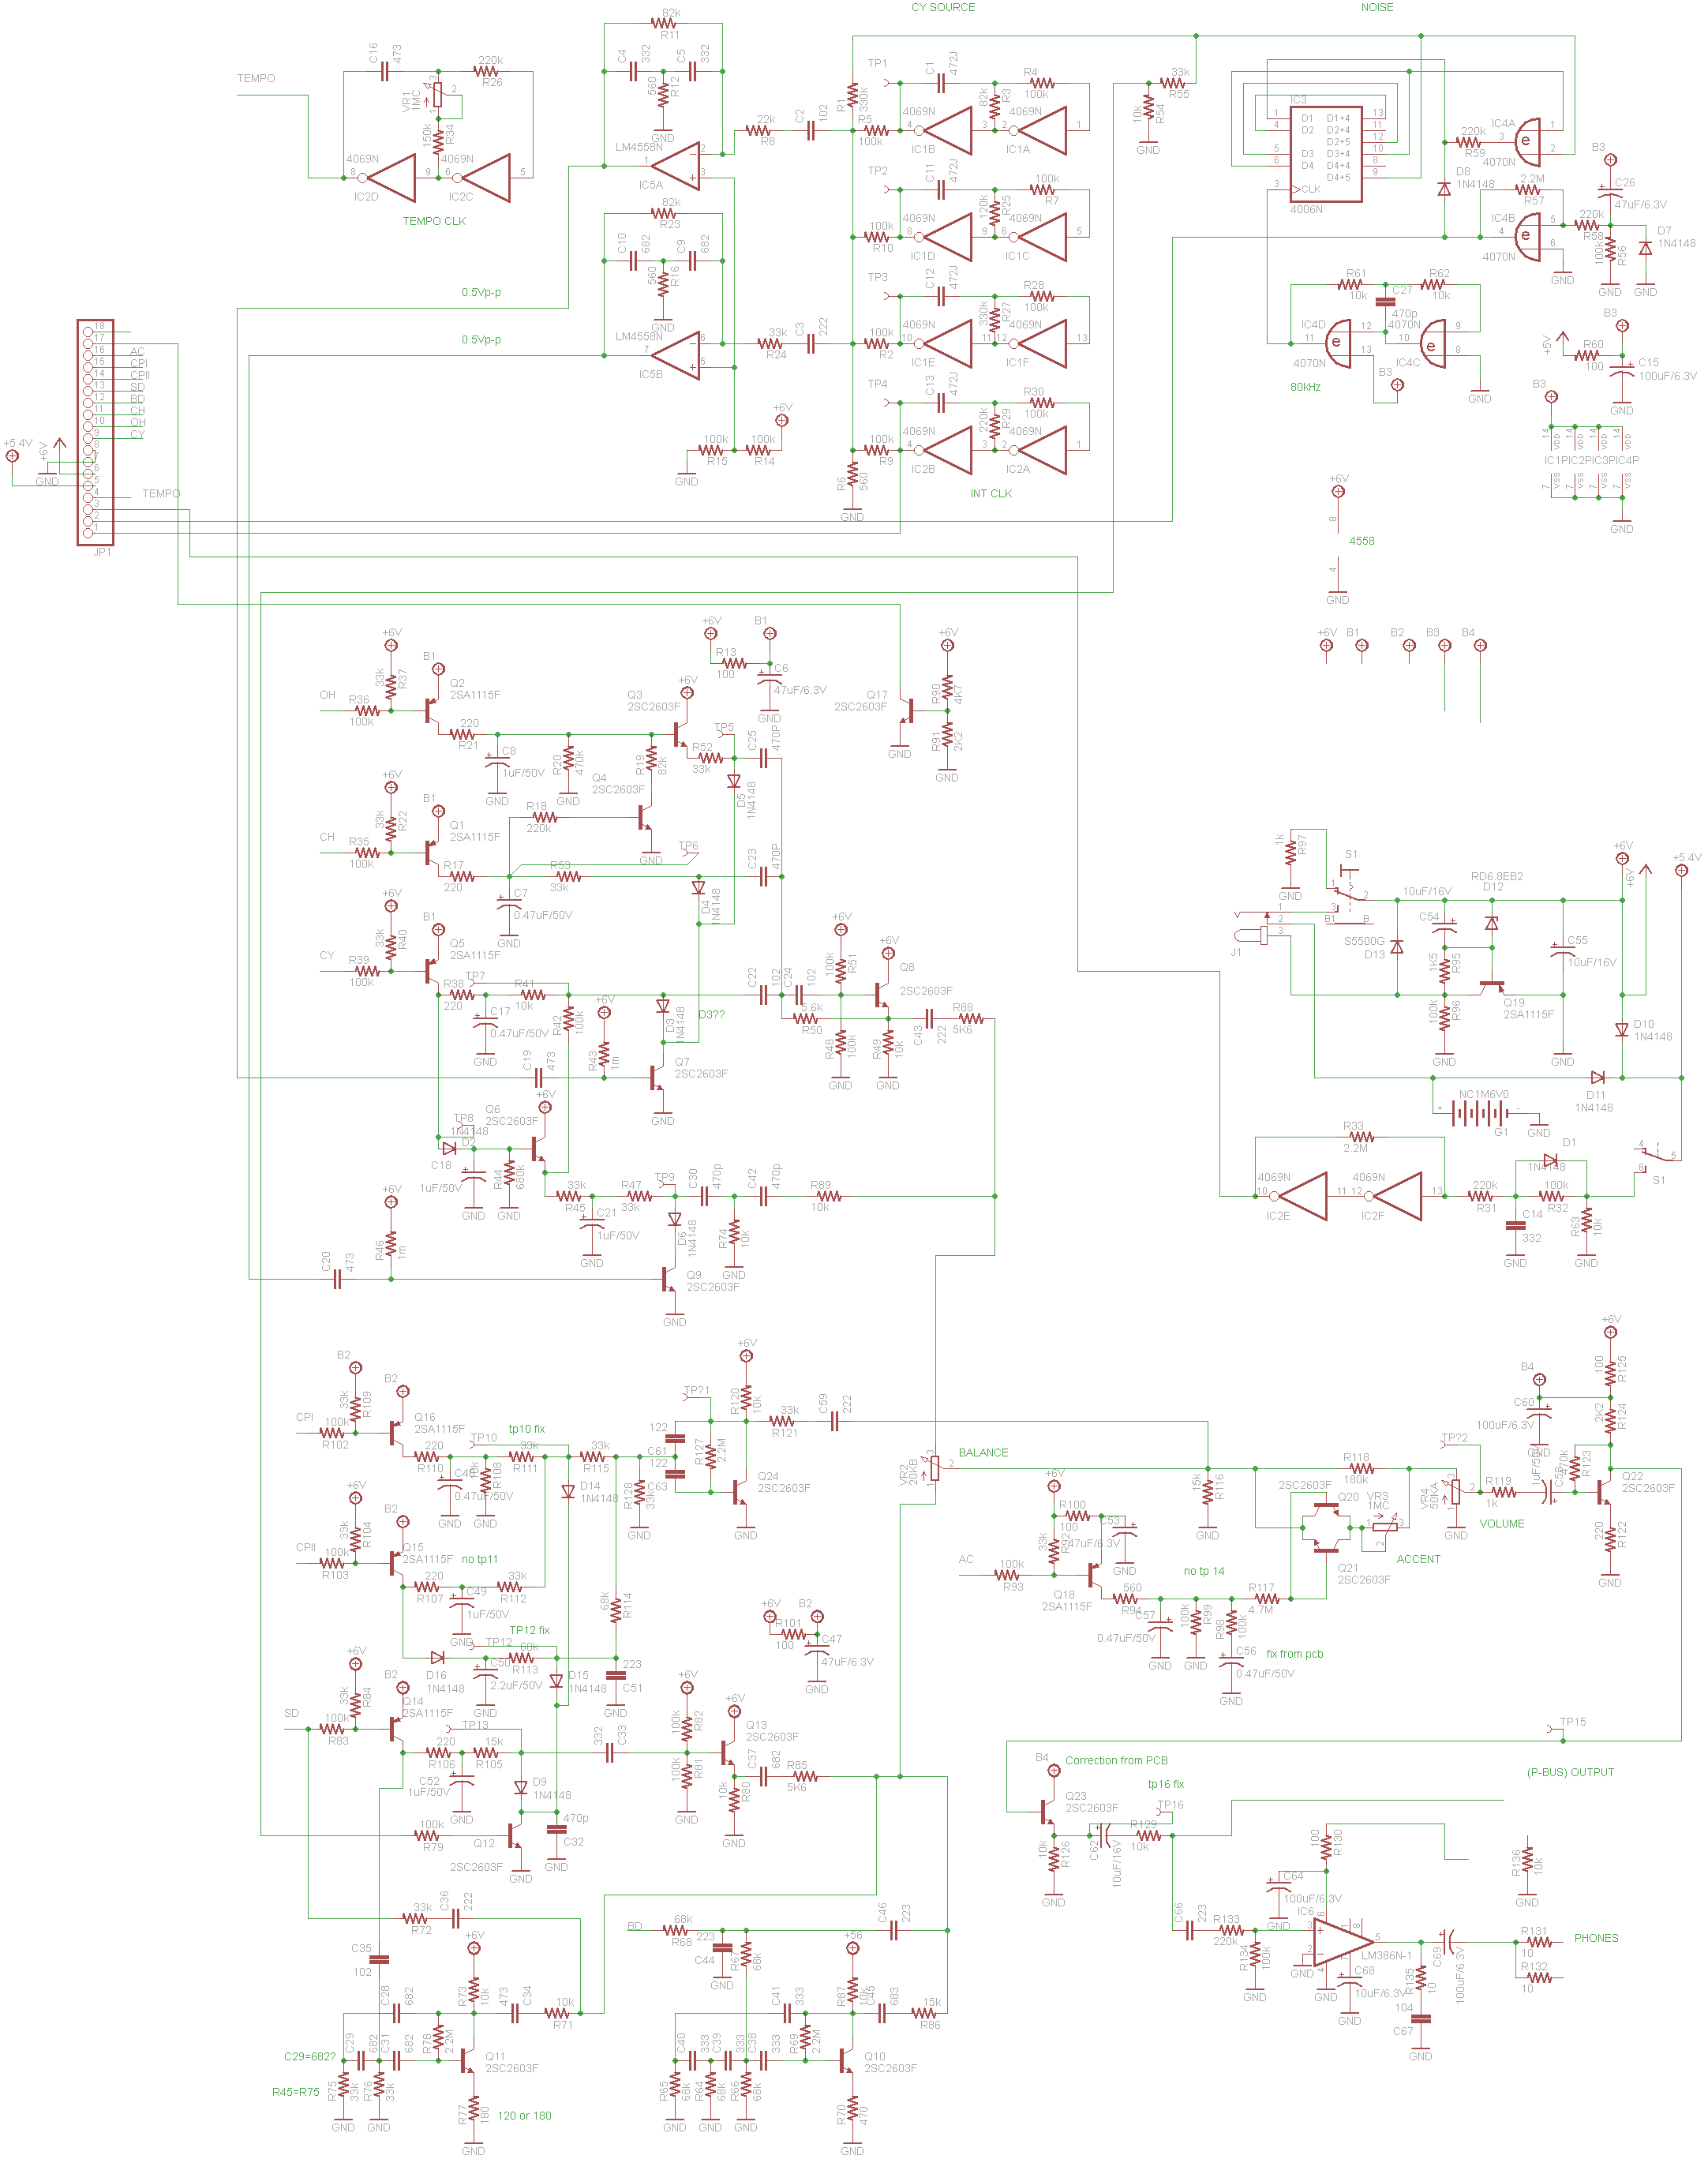 CY SOURCE
NOISE
TEMPO
C16
473
220k
R26
VR1
1MC
150k
R34
4069N
IC2D
4069N
IC2C
TEMPO CLK
82k
R11
C4
332
C5
332
560
R12
GND
LM4558N
IC5A
22k
R8
C2
102
82k
R23
C10
682
C9
682
560
R16
GND
LM4558N
IC5B
33k
R24
C3
222
0.5Vp-p
0.5Vp-p
100k
R15
100k
R14
+6V
GND
TP1
C1
472J
R4
100k
82k
R3
R1
330k
R5
100k
4069N
IC1B
IC1A
TP2
C11
472J
100k
R7
120k
R25
100k
R10
4069N
IC1D
4069N
IC1C
TP3
C12
472J
R28
100k
330k
R27
100k
R2
4069N
IC1E
4069N
IC1F
TP4
C13
472J
R30
100k
220k
R29
100k
R9
4069N
IC2B
4069N
IC2A
R6
560
GND
INT CLK
33k
R55
10k
R54
GND
IC3
D1
D2
D3
D4
CLK
D1+4
D2+4
D2+5
D3+4
D4+4
D4+5
4006N
220k
R59
IC4A
4070N
D8
1N4148
2.2M
R57
IC4B
4070N
220k
R58
B3
C26
47uF/6.3V
100k
R56
D7
1N4148
GND
GND
GND
R61
10k
R62
10k
C27
470p
IC4D
4070N
4070N
IC4C
B3
80kHz
GND
+5V
R60
100
B3
C15
100uF/6.3V
GND
B3
VDD
VDD
VDD
VDD
IC1P
IC2P
IC3P
IC4P
VSS
VSS
VSS
VSS
GND
+6V
8
4558
4
GND
18
17
16
15
14
13
12
11
10
9
8
7
6
5
4
3
2
1
AC
CPI
CPII
SD
BD
CH
OH
CY
TEMPO
+5.4V
+6V
GND
JP1
+6V
B1
B2
B3
B4
+6V
33k
R37
OH
R36
100k
B1
Q2
2SA1115F
220
R21
C8
1uF/50V
GND
R20
470k
GND
R19
82k
Q3
2SC2603F
+6V
R13
100
+6V
B1
C6
47uF/6.3V
GND
TP5
R52
33k
C25
470P
D5
1N4148
Q4
2SC2603F
R18
220k
GND
Q17
2SC2603F
GND
+6V
R90
4K7
R91
2K2
GND
+6V
33k
R22
CH
R35
100k
B1
Q1
2SA1115F
R17
220
C7
0.47uF/50V
GND
R53
33k
TP6
C23
470P
D4
1N4148
+6V
33k
R40
CY
R39
100k
B1
Q5
2SA1115F
R38
220
TP7
C17
0.47uF/50V
GND
R41
10k
R42
100k
+6V
R43
1m
D3
1N4148
D3??
C22
102
C24
102
5.6k
R50
+6V
100k
R51
R48
100k
GND
+6V
Q8
2SC2603F
R49
10k
GND
C43
222
R88
5K6
C19
473
Q7
2SC2603F
GND
TP8
1N4148
D2
Q6
2SC2603F
+6V
C18
1uF/50V
GND
R44
680k
GND
33k
R45
C21
1uF/50V
GND
R47
33k
TP9
C30
470p
C42
470p
R89
10k
R74
10k
GND
D6
1N4148
+6V
R46
1m
C20
473
Q9
2SC2603F
GND
1k
R97
GND
S1
J1
10uF/16V
C54
RD6.8EB2
D12
S5500G
D13
1K5
R95
100k
R96
GND
Q19
2SA1115F
C55
10uF/16V
GND
+6V
+6V
+5.4V
D10
1N4148
D11
1N4148
NC1M6V0
G1
GND
R33
2.2M
4069N
IC2E
4069N
IC2F
220k
R31
100k
R32
D1
1N4148
C14
332
GND
R63
10k
GND
S1
B2
33k
R109
CPI
100k
R102
B2
Q16
2SA1115F
220
R110
tp10 fix
TP10
C48
0.47uF/50V
GND
R108
GND
33k
R111
33k
R115
D14
1N4148
+6V
33k
R104
CPII
100k
R103
B2
Q15
2SA1115F
no tp11
220
R107
C49
1uF/50V
GND
33k
R112
TP12 fix
TP12
68k
R113
D16
1N4148
C50
2.2uF/50V
GND
D15
1N4148
68k
R114
223
C51
GND
122
C61
122
C63
R128
33k
GND
TP?1
R127
2.2M
+6V
R120
10k
Q24
2SC2603F
GND
33k
R121
C59
222
+6V
R101
100
B2
C47
47uF/6.3V
GND
+6V
33k
R84
SD
100k
R83
B2
Q14
2SA1115F
TP13
220
R106
C52
1uF/50V
GND
15k
R105
332
C33
D9
1N4148
+6V
100k
R82
100k
R81
GND
+6V
Q13
2SC2603F
10k
R80
GND
C37
682
R85
5K6
100k
R79
Q12
2SC2603F
GND
470p
C32
GND
33k
R72
C36
222
C35
102
+6V
R73
10k
C28
682
473
C34
10k
R71
C29
682
C31
682
R78
2.2M
Q11
2SC2603F
C29=682?
R45=R75
R75
33k
GND
R76
33k
GND
R77
180
GND
120 or 180
BD
68k
R68
223
C44
GND
R67
68k
C46
223
+56
R87
10k
C41
333
C45
683
15k
R86
C40
333
C39
333
C38
333
R69
2.2M
Q10
2SC2603F
R65
68k
GND
R64
68k
GND
R66
68k
GND
R70
470
GND
VR2
20KB
BALANCE
15k
R116
GND
+6V
R100
100
C53
47uF/6.3V
GND
33k
R92
AC
100k
R93
Q18
2SA1115F
no tp 14
560
R94
C57
0.47uF/50V
GND
100k
R99
GND
R98
100k
C56
0.47uF/50V
GND
fix from pcb
R117
4.7M
2SC2603F
Q20
Q21
2SC2603F
VR3
1MC
ACCENT
R118
180k
VR4
50KA
GND
VOLUME
TP?2
R119
1k
C58
1uF/50V
B4
C60
100uF/6.3V
GND
+6V
100
R125
2K2
R124
470k
R123
Q22
2SC2603F
220
R122
GND
TP15
(P-BUS) OUTPUT
B4
Correction from PCB
Q23
2SC2603F
tp16 fix
TP16
10k
R126
GND
C62
10uF/16V
R129
10k
C66
223
R133
220k
R134
100k
GND
100
R130
C64
100uF/6.3V
GND
IC6
LM386N-1
GND
GND
C68
10uF/6.3V
GND
R135
10
104
C67
GND
C69
100uF/6.3V
R136
10k
GND
R131
10
R132
10
PHONES